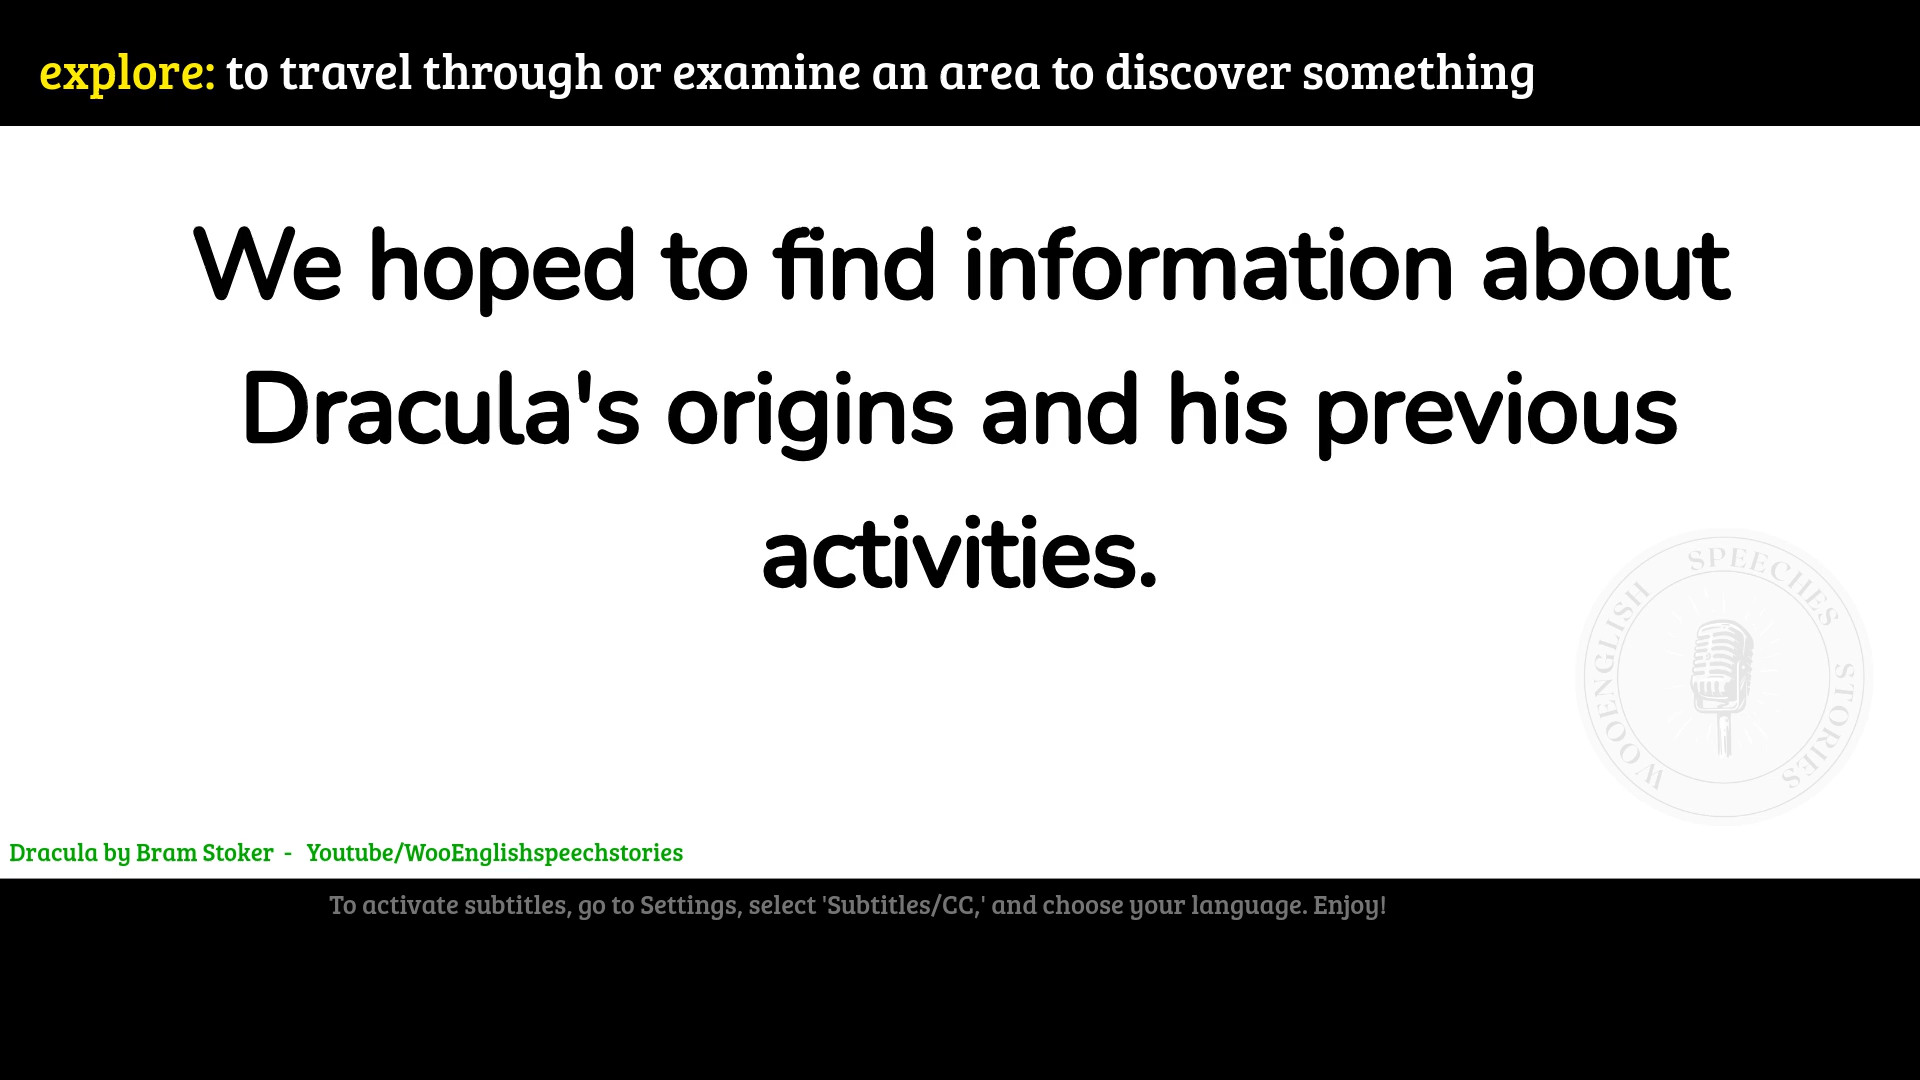 explore: to travel through or examine an area to discover something
We hoped to find information about
Dracula's origins and his previous
activities.
WOOENGLISH SPEECHES STORIES
Dracula by Bram Stoker - Youtube/WooEnglishspeechstories
To activate subtitles, go to Settings, select 'Subtitles/CC,' and choose your language. Enjoy!